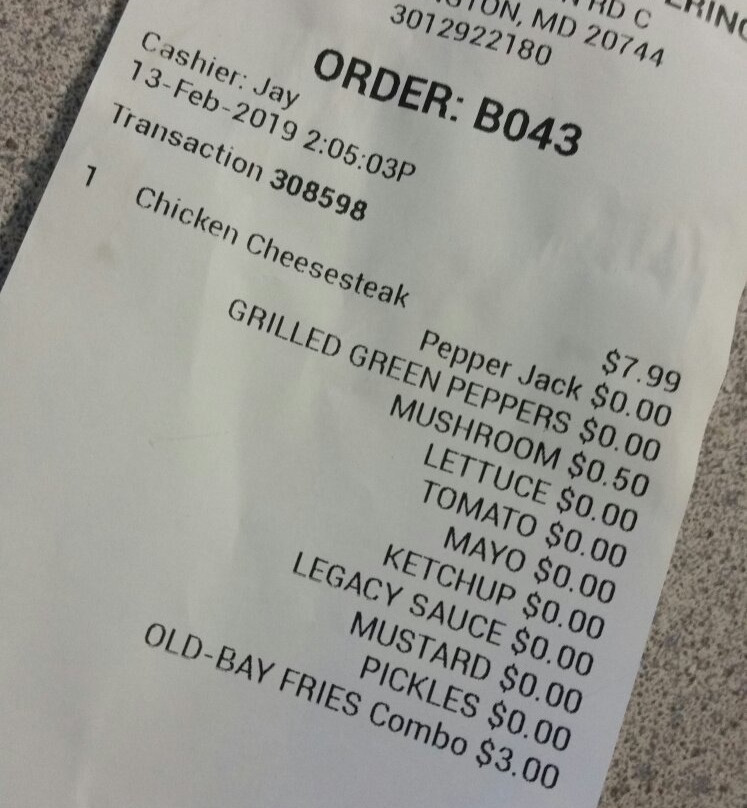 RD C
MD 20744
3012922180
ORDER: B043
Cashier: Jay
13-Feb-2019 2:05:03P
Transaction 308598
1 Chicken Cheesesteak
$7.99
Pepper Jack $0.00
GRILLED GREEN PEPPERS $0.00
MUSHROOM $0.50
LETTUCE $0.00
TOMATO $0.00
MAYO $0.00
KETCHUP $0.00
LEGACY SAUCE $0.00
MUSTARD $0.00
PICKLES $0.00
OLD-BAY FRIES Combo $3.00